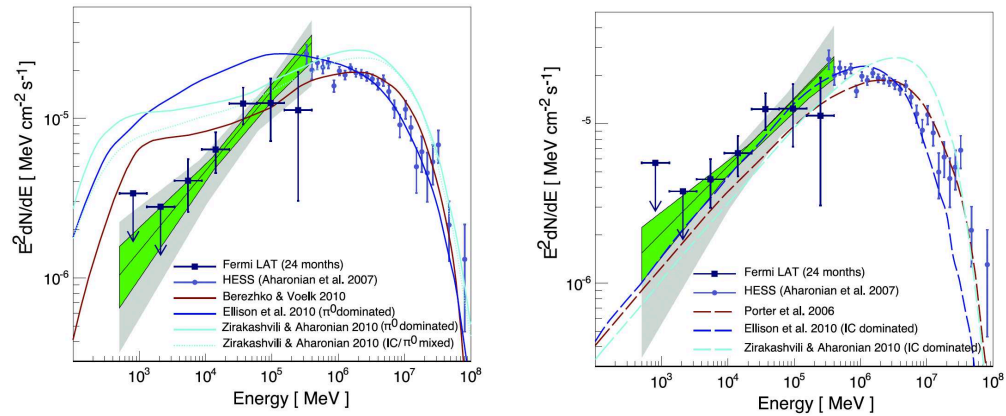 E²dN/dE [ MeV cm⁻² s⁻¹]
10⁻⁵
10⁻⁶
Fermi LAT (24 months)
HESS (Aharonian et al. 2007)
Berezhko & Voelk 2010
Ellison et al. 2010 (π⁰dominated)
Zirakashvili & Aharonian 2010 (π⁰ dominated)
Zirakashvili & Aharonian 2010 (IC/π⁰ mixed)
10³ 10⁴ 10⁵ 10⁶ 10⁷ 10⁸
Energy [ MeV ]
E²dN/dE [ MeV cm⁻² s⁻¹]
-5
10⁻⁶
Fermi LAT (24 months)
HESS (Aharonian et al. 2007)
Porter et al. 2006
Ellison et al. 2010 (IC dominated)
Zirakashvili & Aharonian 2010 (IC dominated)
10³ 10⁴ 10⁵ 10⁶ 10⁷ 10⁸
Energy [ MeV ]